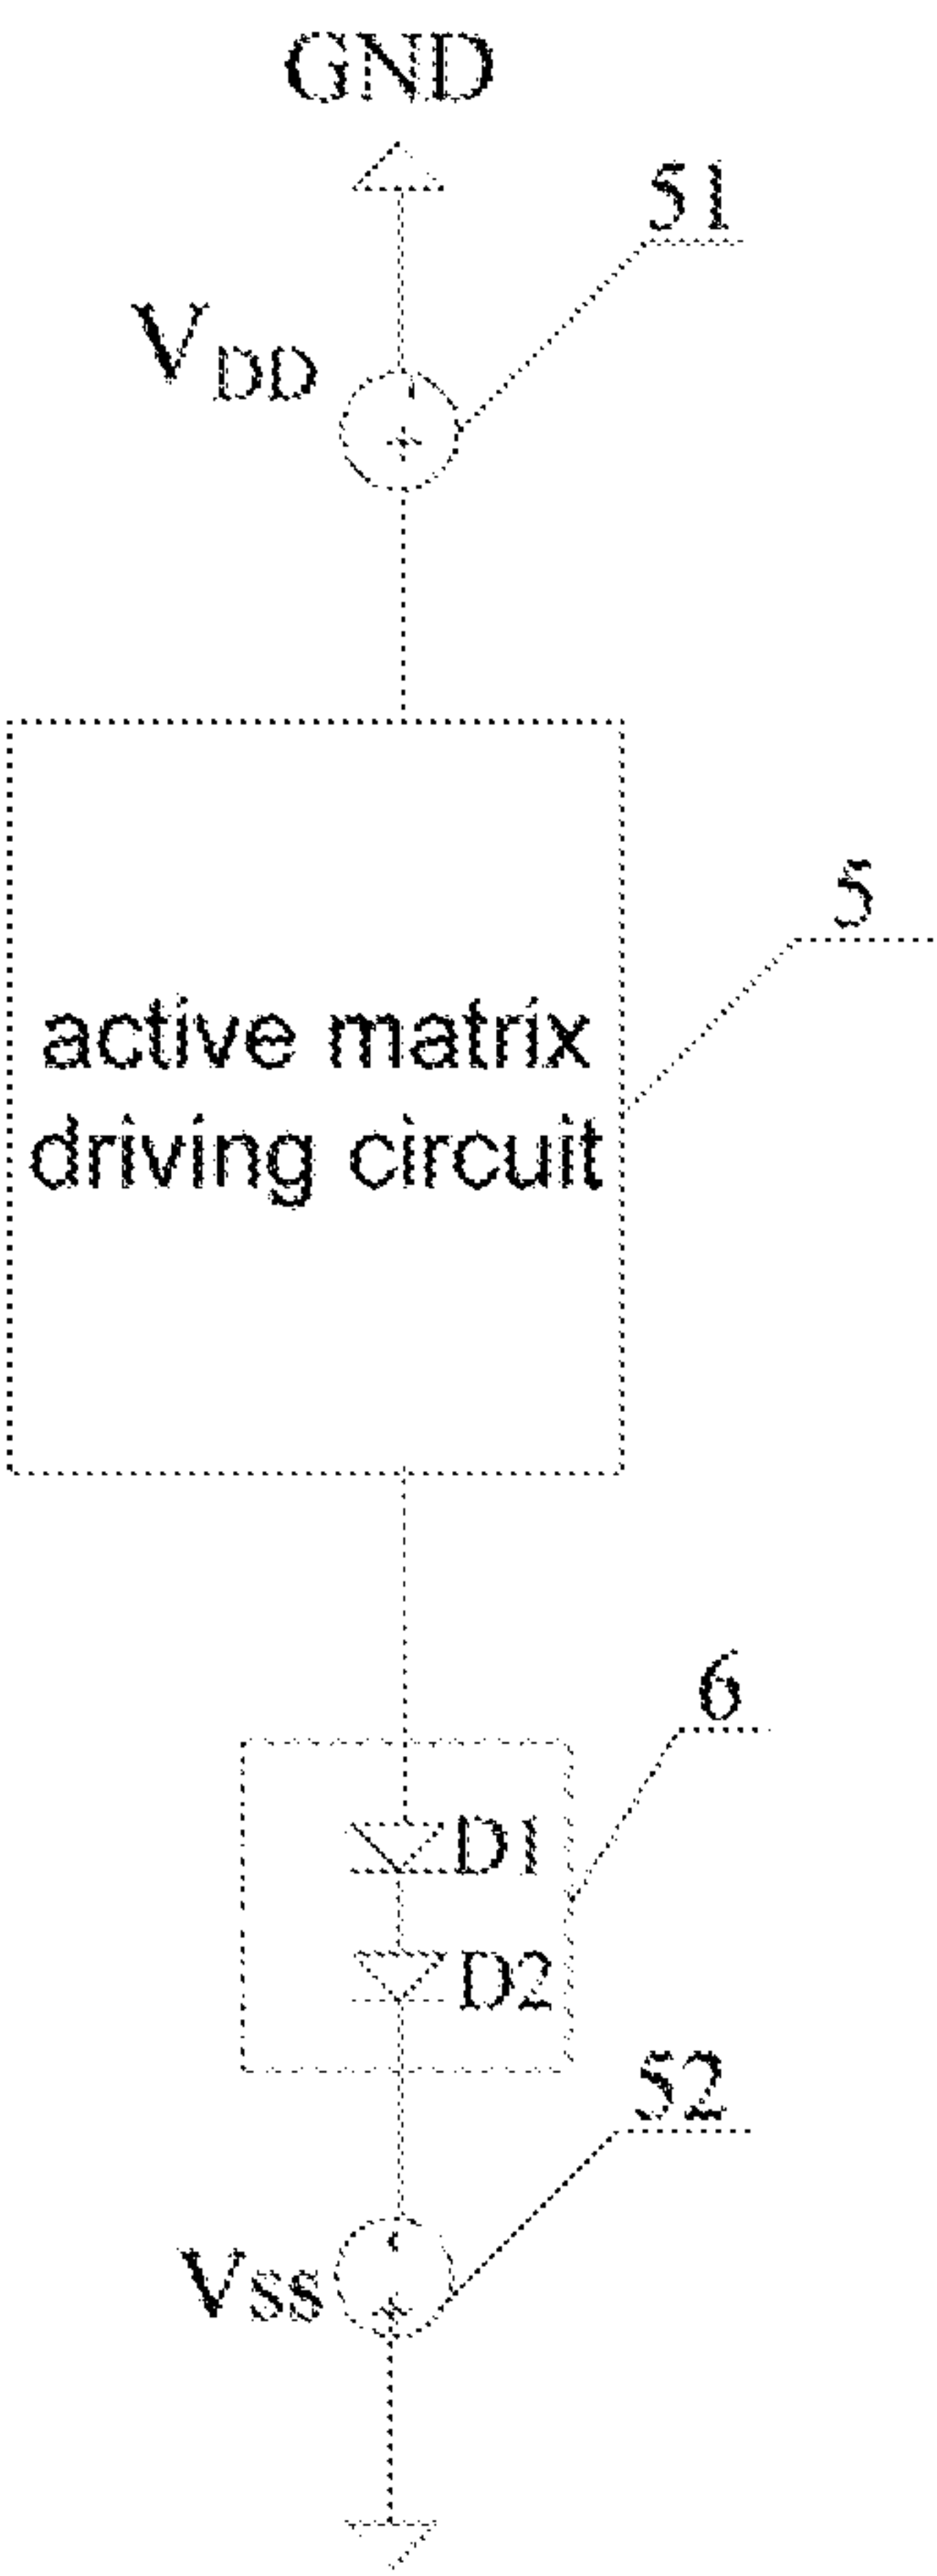 GND
51
VDD
5
active matrix
driving circuit
6
D1
D2
52
Vss